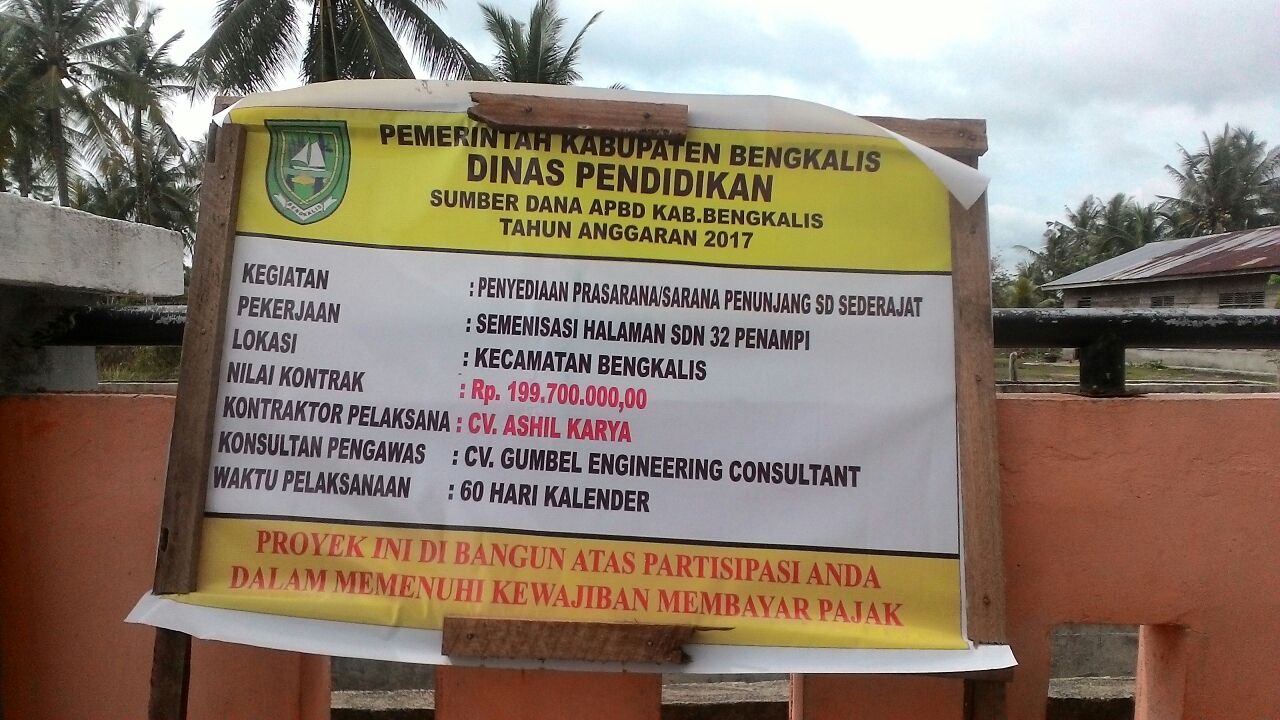 PEMERINTAH KABUPATEN BENGKALIS
DINAS PENDIDIKAN
SUMBER DANA APBD KAB.BENGKALIS
TAHUN ANGGARAN 2017
BENGKALIS
KEGIATAN : PENYEDIAAN PRASARANA/SARANA PENUNJANG SD SEDERAJAT
PEKERJAAN : SEMENISASI HALAMAN SDN 32 PENAMPI
LOKASI : KECAMATAN BENGKALIS
NILAI KONTRAK : Rp. 199.700.000,00
KONTRAKTOR PELAKSANA : CV. ASHIL KARYA
KONSULTAN PENGAWAS : CV. GUMBEL ENGINEERING CONSULTANT
WAKTU PELAKSANAAN : 60 HARI KALENDER
PROYEK INI DI BANGUN ATAS PARTISIPASI ANDA
DALAM MEMENUHI KEWAJIBAN MEMBAYAR PAJAK